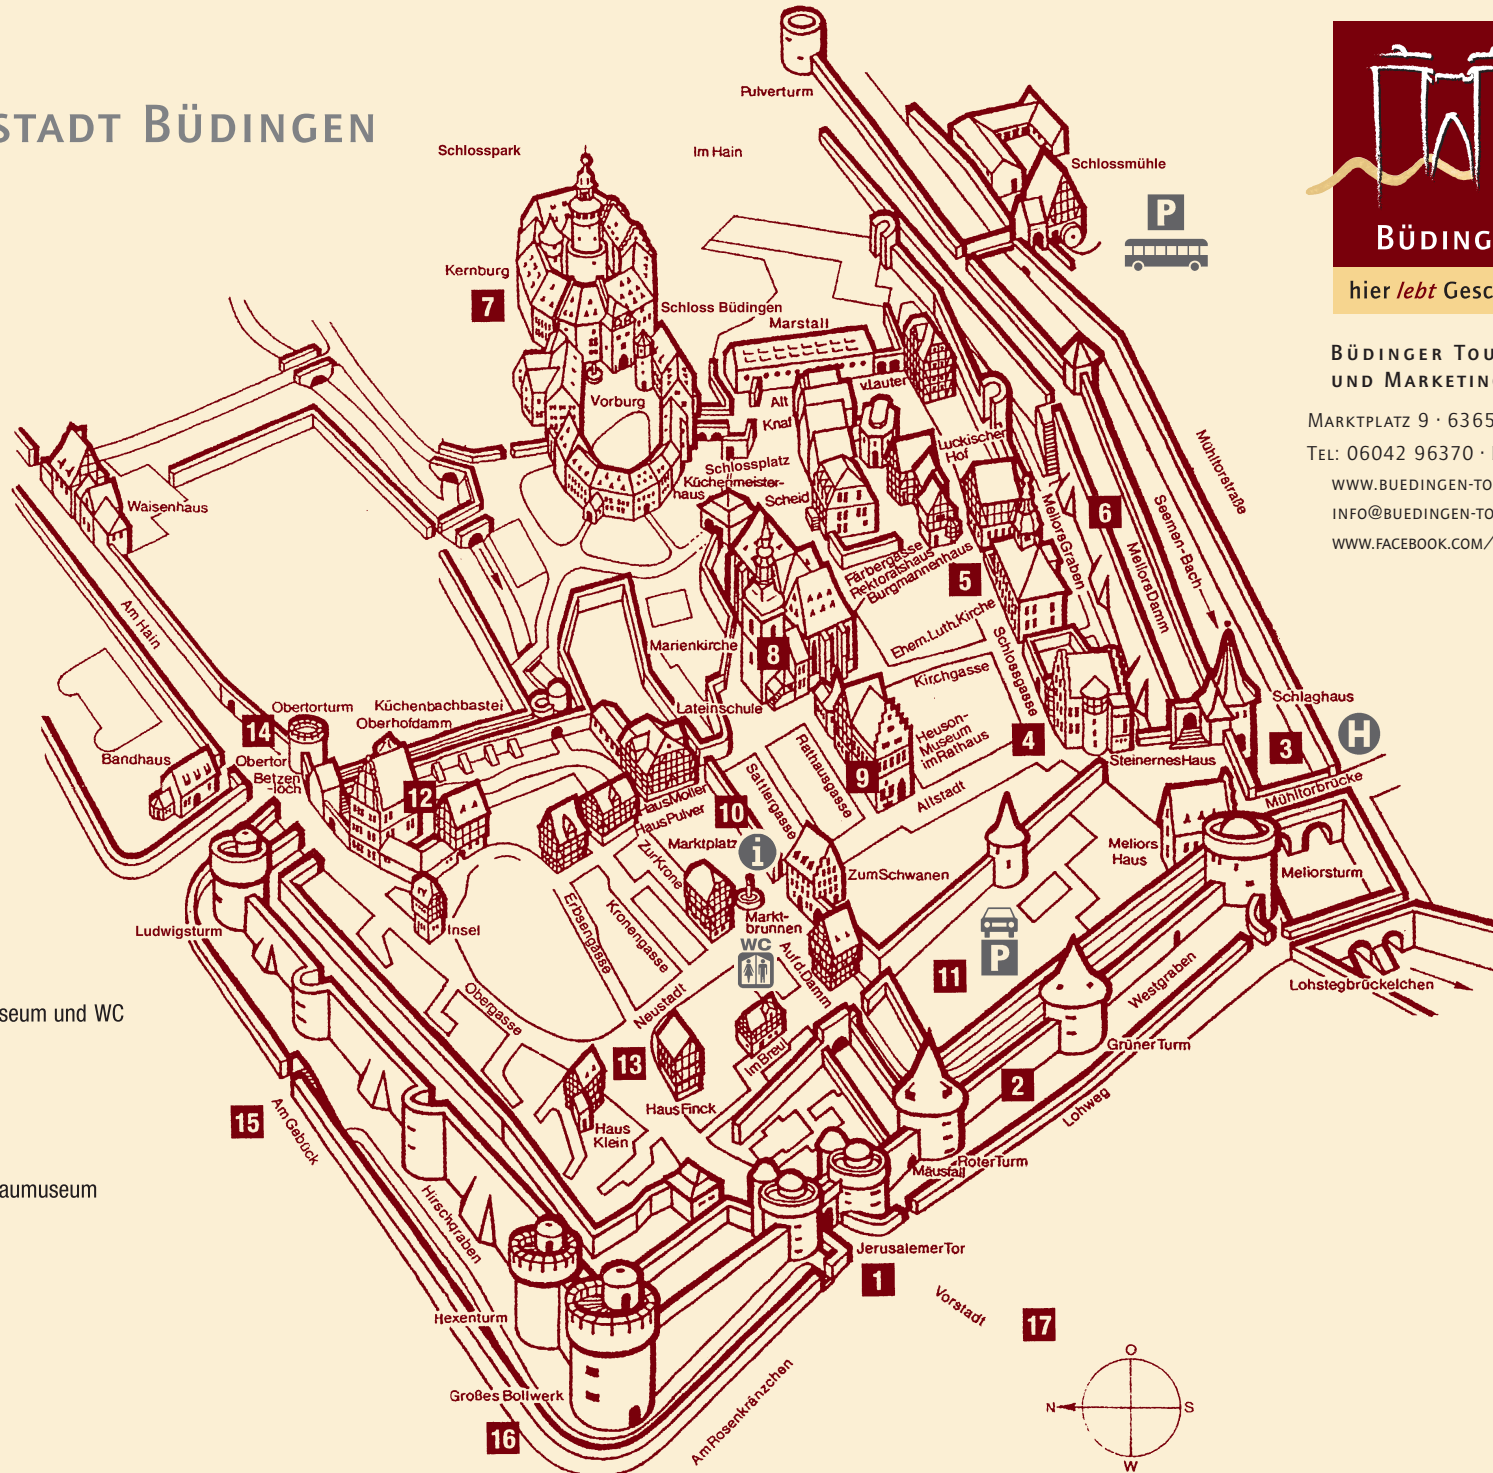 STADT BÜDINGEN
Pulverturm
Schlosspark
Im Hain
Schlossmühle
P
BÜDING
hier lebt Gesc
BÜDINGER TOU
UND MARKETIN
MARKTPLATZ 9 · 6365
TEL: 06042 96370 ·
WWW.BUEDINGEN-TO
INFO@BUEDINGEN-TO
WWW.FACEBOOK.COM/
Kernburg
7
Schloss Büdingen
Marstall
Vorburg
Alt
Knaf
v.Lauter
Luckischer
Hof
Schlossplatz
Küchenmeister-
haus
Scheid
Färbergasse
Rektoratshaus
Burgmannenhaus
5
6
Meliors Graben
Meliors Damm
Seemen-Bach
Mühltorstraße
Waisenhaus
Am Hain
Marienkirche
8
Ehem. Luth. Kirche
Kirchgasse
Schlossgasse
Lateinschule
Küchenbachbastei
Oberhofdamm
Obertorturm
14
Obertor
Betzen
-loch
Bandhaus
12
Haus Möller
Haus Pulver
10
Sattlergasse
Rathausgasse
9
Heuson-
Museum
im Rathaus
Altstadt
4
Steinernes Haus
Schlaghaus
3
H
Mühltorbrücke
Marktplatz
i
Zur Krone
Zum Schwanen
Markt-
brunnen
WC
Meliors
Haus
Meliorsturm
Ludwigsturm
Insel
Erbsengasse
Kronengasse
Auf d. Damm
11
P
Westgraben
Lohstegbrückelchen
Obergasse
Neustadt
Im Breul
Grüner Turm
2
Lohweg
seum und WC
13
Haus Finck
Haus
Klein
15
Am Gebück
Roter Turm
Mäusfall
aumuseum
Hirschgraben
Jerusalemer Tor
1
Vorstadt
17
Hexenturm
Großes Bollwerk
16
Am Rosenkränzchen
O
N
S
W